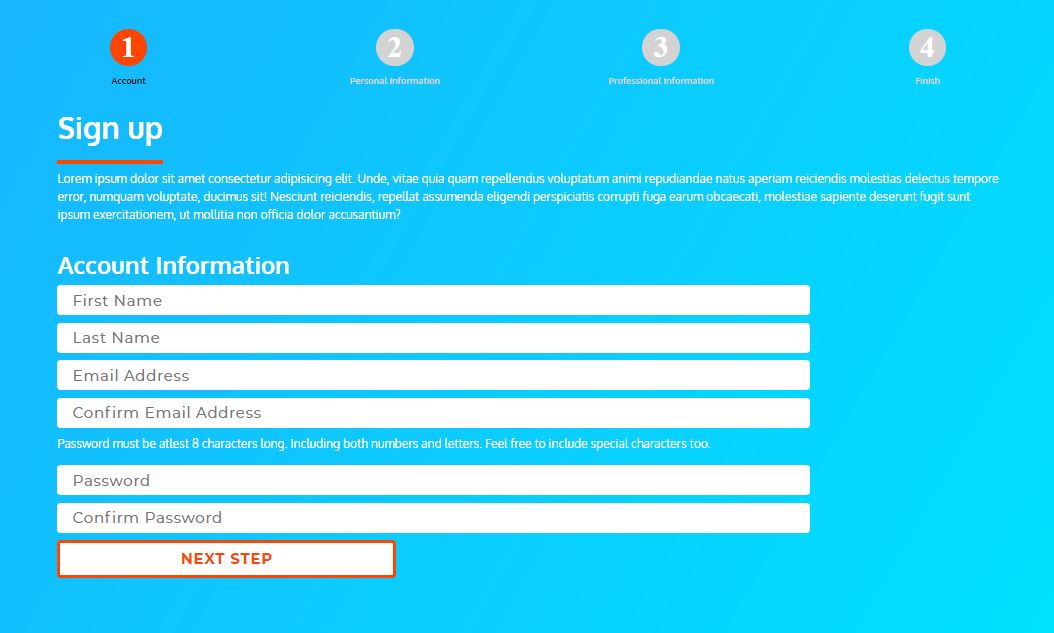 1 2 3 4
Account Personal Information Professional Information Finish
Sign up
Lorem ipsum dolor sit amet consectetur adipisicing elit. Unde, vitae quia quam repellendus voluptatum animi repudiandae natus aperiam reiciendis molestias delectus tempore
error, numquam voluptate, ducimus sit! Nesciunt reiciendis, repellat assumenda eligendi perspiciatis corrupti fuga earum obcaecati, molestiae sapiente deserunt fugit sunt
ipsum exercitationem, ut mollitia non officia dolor accusantium?
Account Information
First Name
Last Name
Email Address
Confirm Email Address
Password must be atlest 8 characters long. Including both numbers and letters. Feel free to include special characters too.
Password
Confirm Password
NEXT STEP